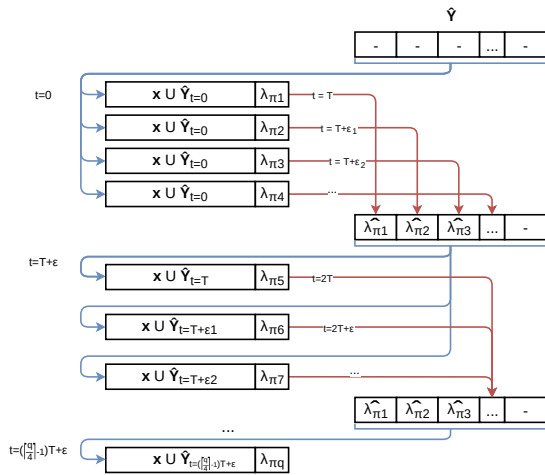 Ŷ
- - - ... -
t=0
x ∪ Ŷt=0 λπ1 t = T
x ∪ Ŷt=0 λπ2 t = T+ε1
x ∪ Ŷt=0 λπ3 t = T+ε2
x ∪ Ŷt=0 λπ4 ...
λ̂π1 λ̂π2 λ̂π3 ... -
t=T+ε
x ∪ Ŷt=T λπ5 t=2T
x ∪ Ŷt=T+ε1 λπ6 t=2T+ε
x ∪ Ŷt=T+ε2 λπ7 ...
λ̂π1 λ̂π2 λ̂π3 ... -
...
t=(⌈q/4⌉-1)T+ε
x ∪ Ŷt=(⌈q/4⌉-1)T+ε λπq